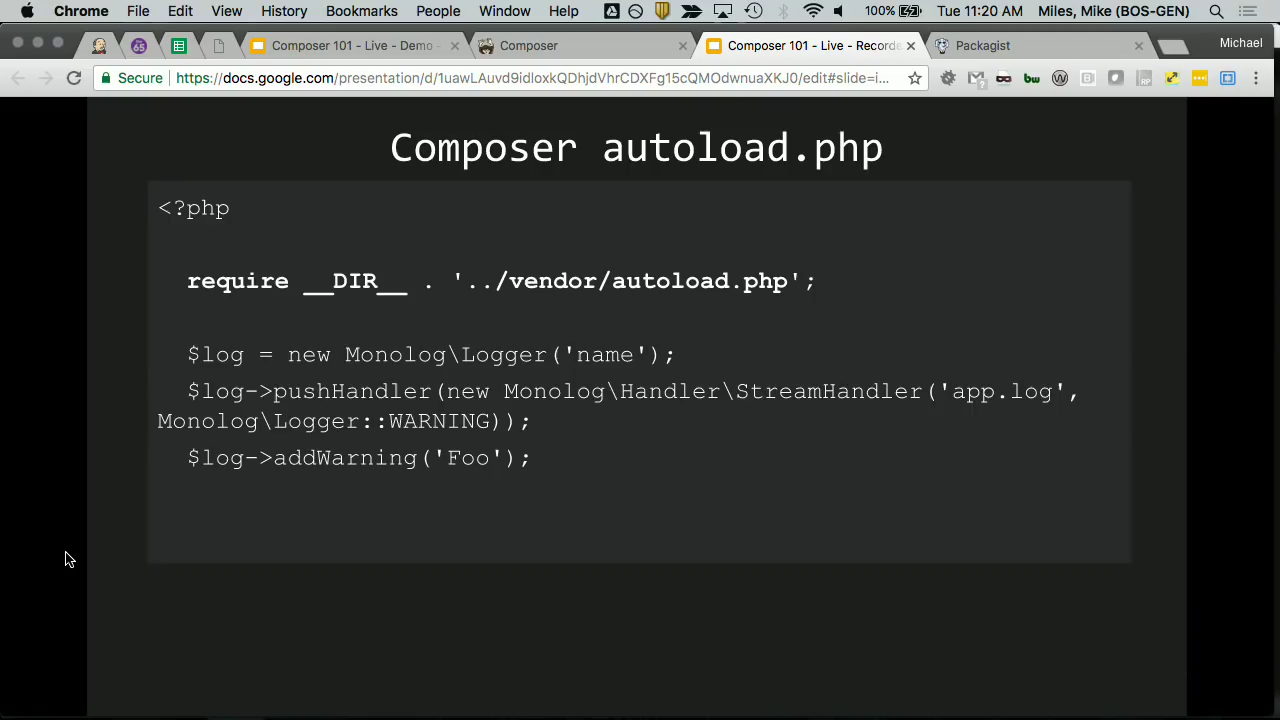 Chrome File Edit View History Bookmarks People Window Help 100% Tue 11:20 AM Miles, Mike (BOS-GEN)
65 Composer 101 - Live - Demo - Composer Composer 101 - Live - Recorde Packagist Michael
Secure https://docs.google.com/presentation/d/1uawLAuvd9idloxkQDhjdVhrCDXFg15cQMOdwnaXKJ0/edit#slide=i...
Composer autoload.php
<?php
require __DIR__ . '../vendor/autoload.php';
$log = new Monolog\Logger('name');
$log->pushHandler(new Monolog\Handler\StreamHandler('app.log',
Monolog\Logger::WARNING));
$log->addWarning('Foo');